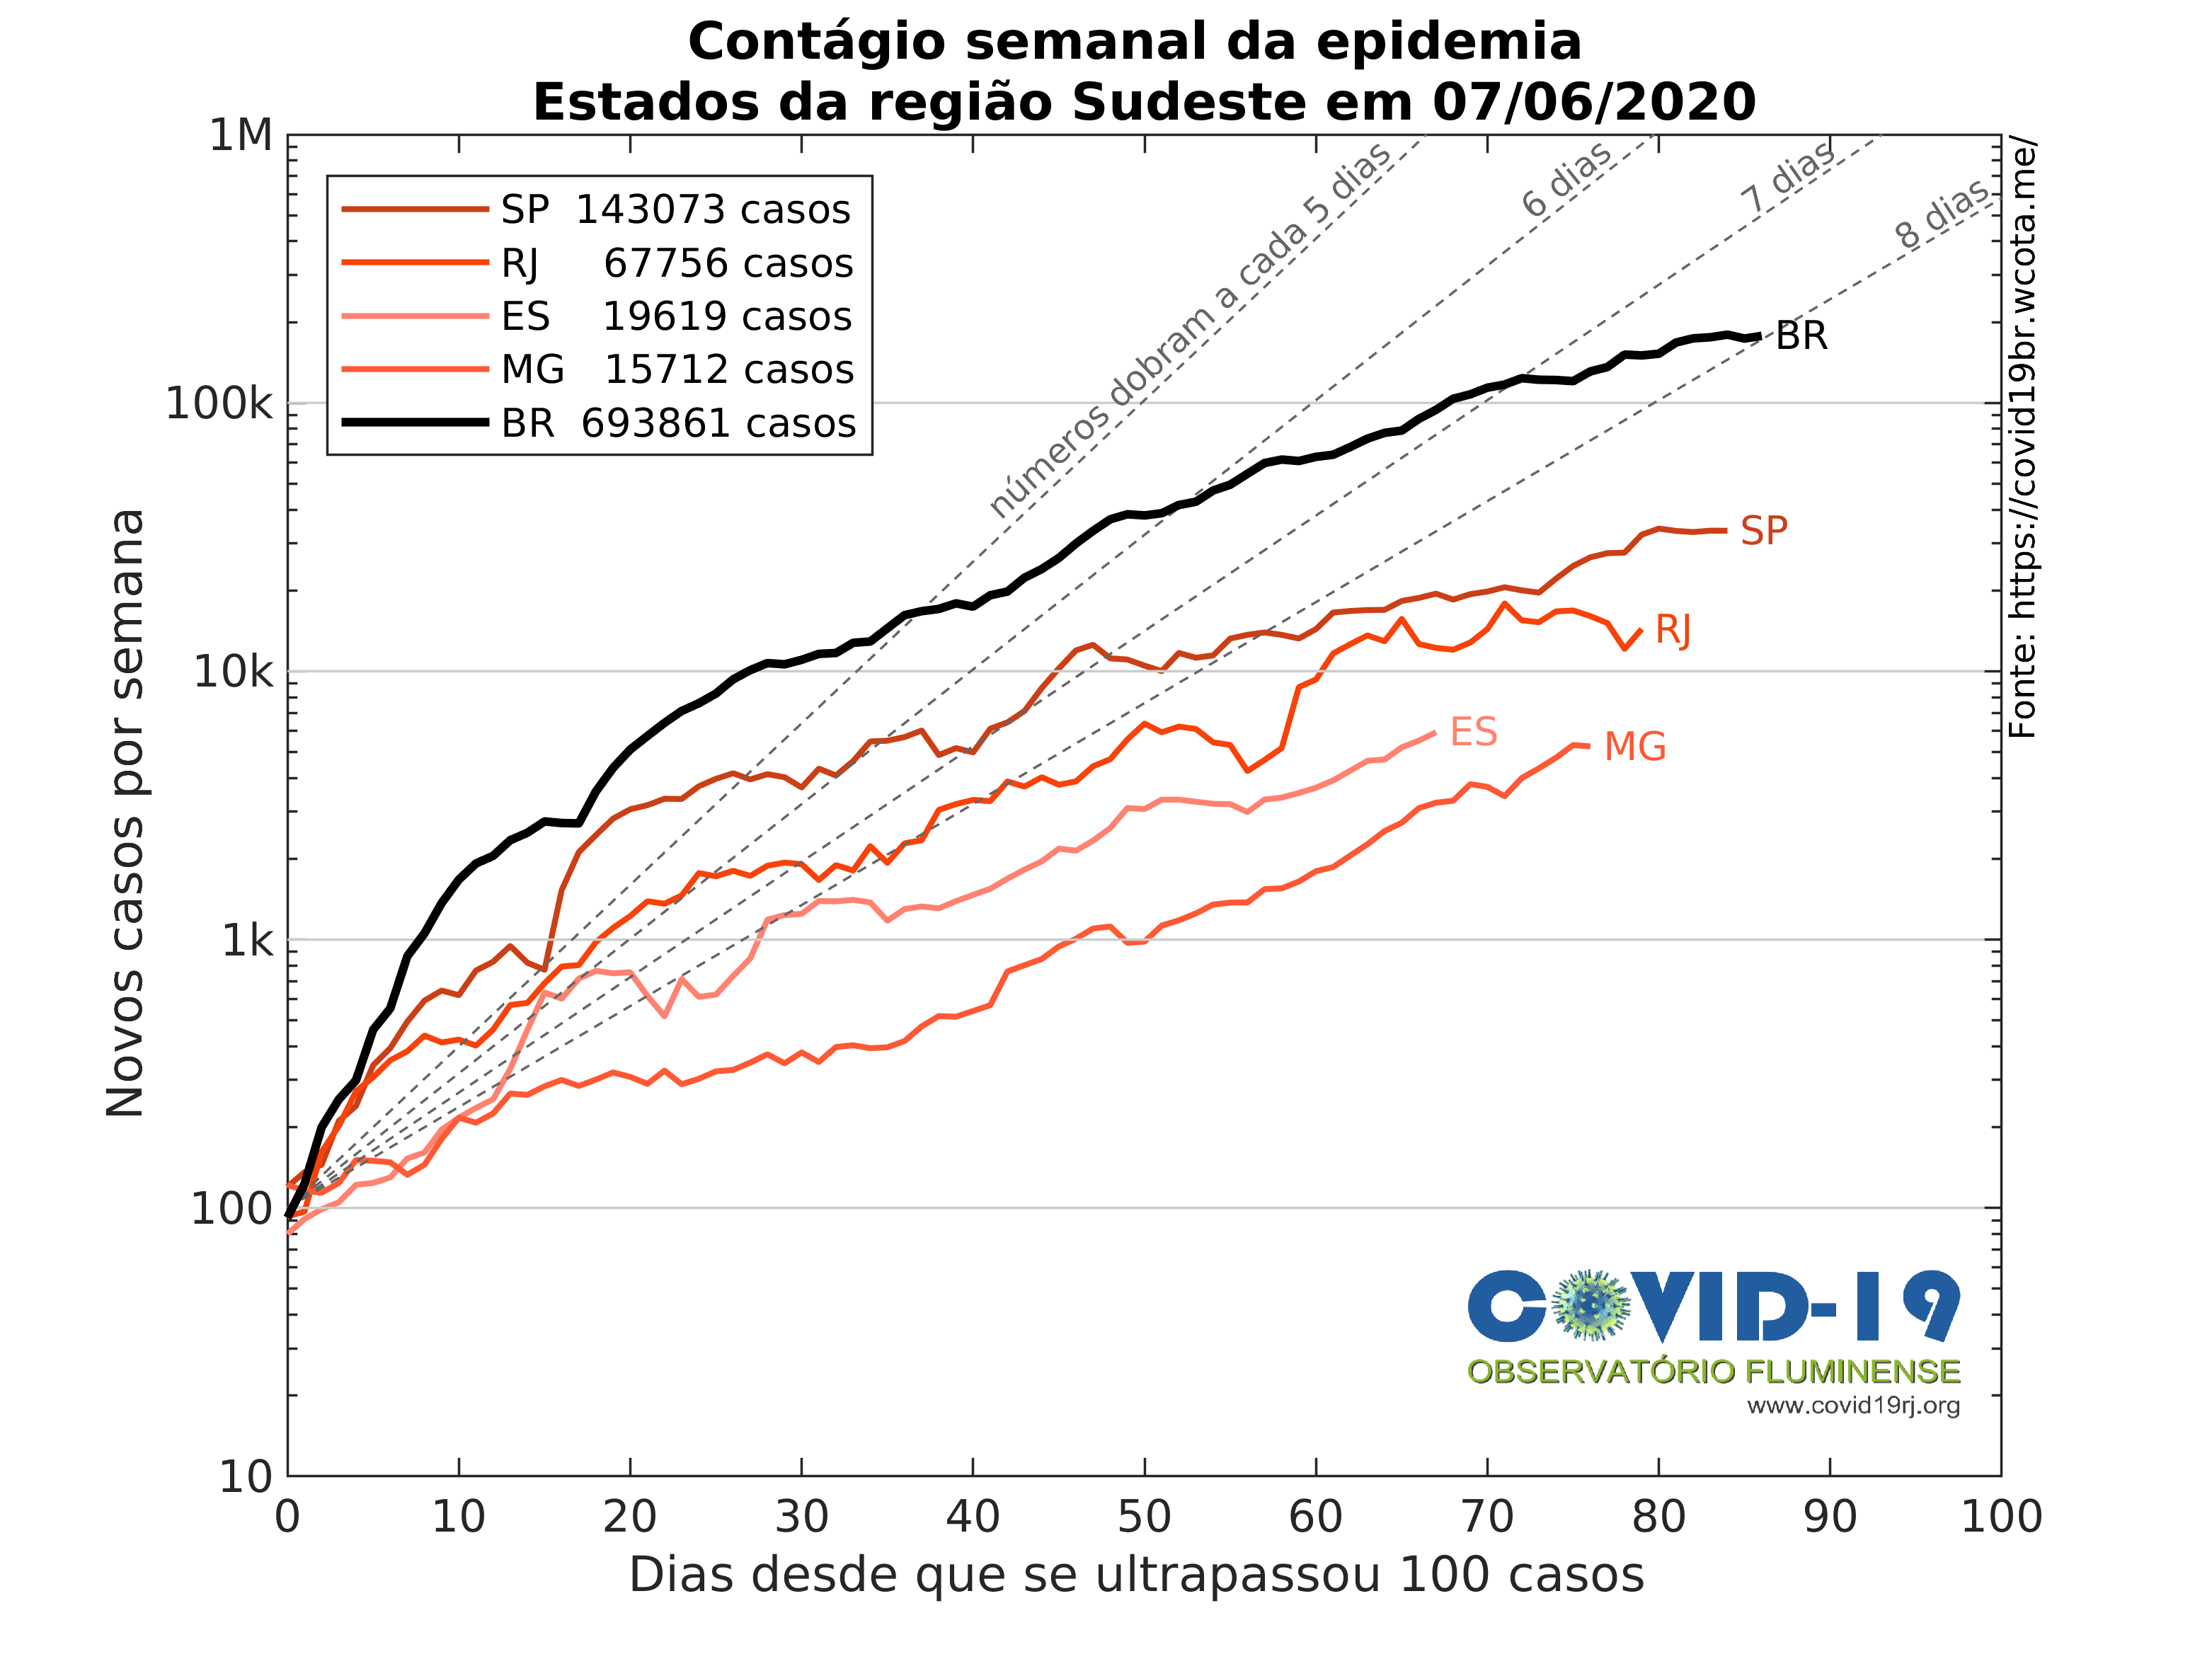 Contágio semanal da epidemia
Estados da região Sudeste em 07/06/2020
SP 143073 casos
RJ 67756 casos
ES 19619 casos
MG 15712 casos
BR 693861 casos
números dobram a cada 5 dias
6 dias
7 dias
8 dias
BR
SP
RJ
ES
MG
Novos casos por semana
1M
100k
10k
1k
100
10
0 10 20 30 40 50 60 70 80 90 100
Dias desde que se ultrapassou 100 casos
Fonte: https://covid19br.wcota.me/
COVID-19
OBSERVATÓRIO FLUMINENSE
www.covid19rj.org